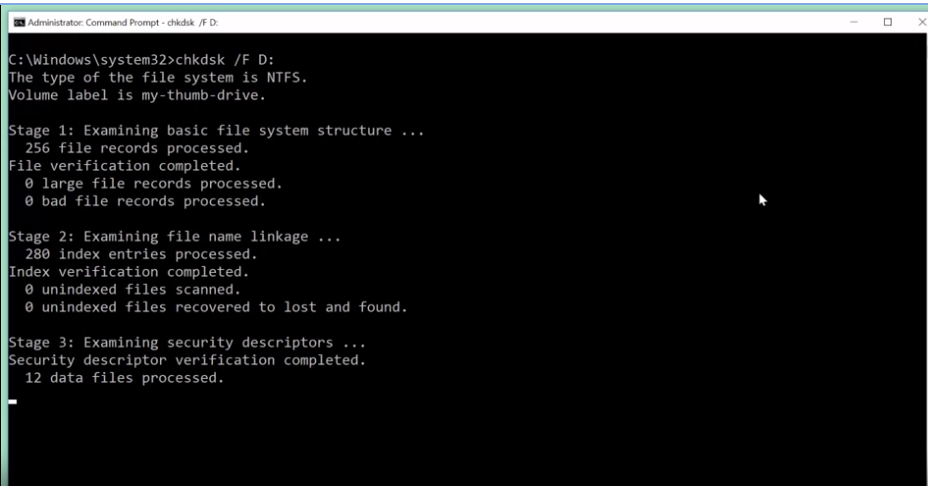 Administrator: Command Prompt - chkdsk /F D:
C:\Windows\system32>chkdsk /F D:
The type of the file system is NTFS.
Volume label is my-thumb-drive.
Stage 1: Examining basic file system structure ...
256 file records processed.
File verification completed.
0 large file records processed.
0 bad file records processed.
Stage 2: Examining file name linkage ...
280 index entries processed.
Index verification completed.
0 unindexed files scanned.
0 unindexed files recovered to lost and found.
Stage 3: Examining security descriptors ...
Security descriptor verification completed.
12 data files processed.